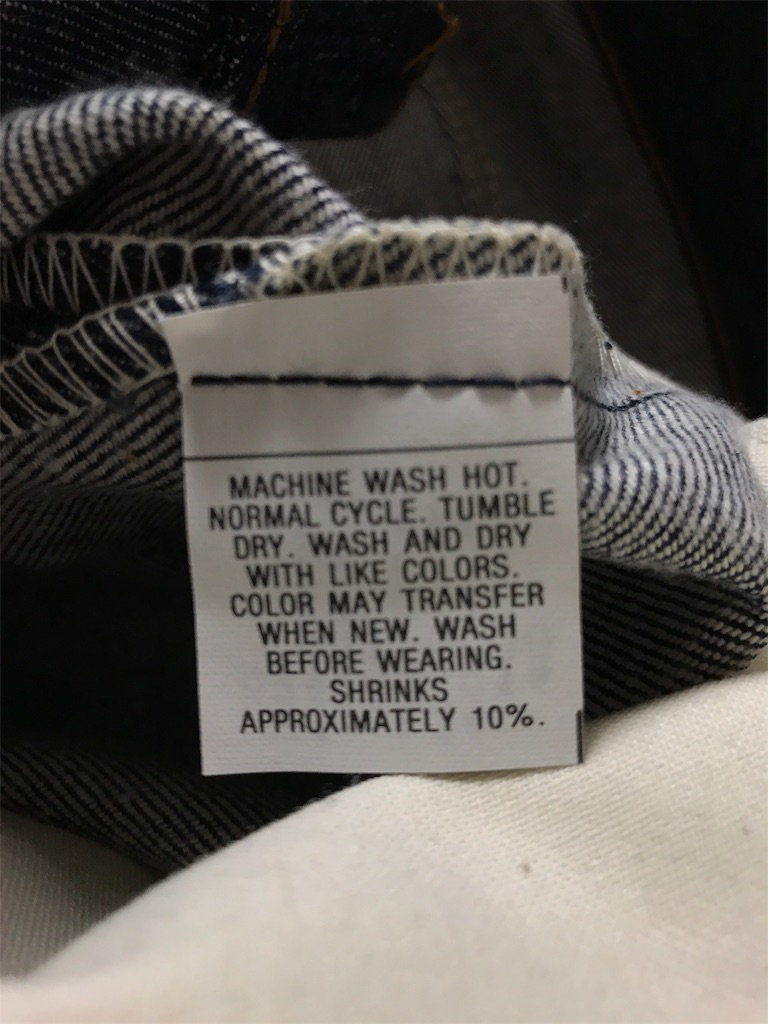 MACHINE WASH HOT.
NORMAL CYCLE. TUMBLE
DRY. WASH AND DRY
WITH LIKE COLORS.
COLOR MAY TRANSFER
WHEN NEW. WASH
BEFORE WEARING.
SHRINKS
APPROXIMATELY 10%.